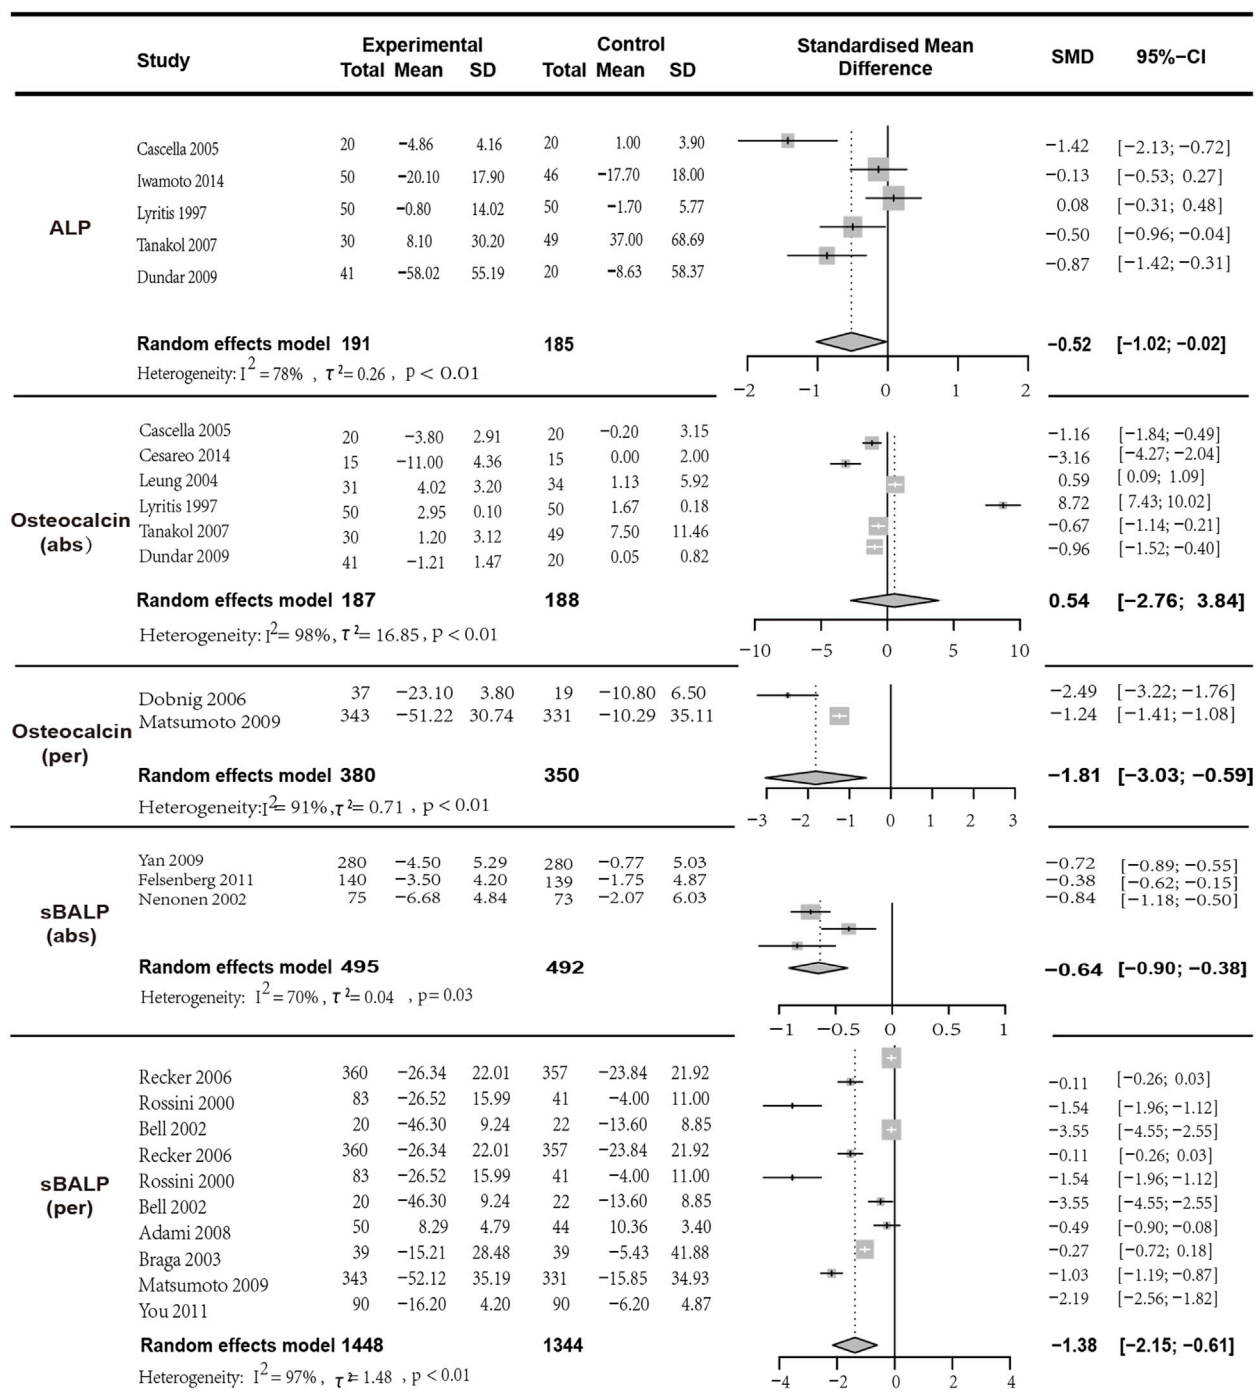 Study Experimental Control Standardised Mean Difference SMD 95%−CI
Total Mean SD Total Mean SD
ALP
Cascella 2005 20 −4.86 4.16 20 1.00 3.90 −1.42 [−2.13; −0.72]
Iwamoto 2014 50 −20.10 17.90 46 −17.70 18.00 −0.13 [−0.53; 0.27]
Lyritis 1997 50 −0.80 14.02 50 −1.70 5.77 0.08 [−0.31; 0.48]
Tanakol 2007 30 8.10 30.20 49 37.00 68.69 −0.50 [−0.96; −0.04]
Dundar 2009 41 −58.02 55.19 20 −8.63 58.37 −0.87 [−1.42; −0.31]
Random effects model 191 185 −0.52 [−1.02; −0.02]
Heterogeneity: I² = 78% , τ² = 0.26 , p < 0.01
−2 −1 0 1 2
Osteocalcin (abs)
Cascella 2005 20 −3.80 2.91 20 −0.20 3.15 −1.16 [−1.84; −0.49]
Cesareo 2014 15 −11.00 4.36 15 0.00 2.00 −3.16 [−4.27; −2.04]
Leung 2004 31 4.02 3.20 34 1.13 5.92 0.59 [ 0.09; 1.09]
Lyritis 1997 50 2.95 0.10 50 1.67 0.18 8.72 [ 7.43; 10.02]
Tanakol 2007 30 1.20 3.12 49 7.50 11.46 −0.67 [−1.14; −0.21]
Dundar 2009 41 −1.21 1.47 20 0.05 0.82 −0.96 [−1.52; −0.40]
Random effects model 187 188 0.54 [−2.76; 3.84]
Heterogeneity: I² = 98%, τ² = 16.85 , p < 0.01
−10 −5 0 5 10
Osteocalcin (per)
Dobnig 2006 37 −23.10 3.80 19 −10.80 6.50 −2.49 [−3.22; −1.76]
Matsumoto 2009 343 −51.22 30.74 331 −10.29 35.11 −1.24 [−1.41; −1.08]
Random effects model 380 350 −1.81 [−3.03; −0.59]
Heterogeneity: I² = 91%, τ² = 0.71 , p < 0.01
−3 −2 −1 0 1 2 3
sBALP (abs)
Yan 2009 280 −4.50 5.29 280 −0.77 5.03 −0.72 [−0.89; −0.55]
Felsenberg 2011 140 −3.50 4.20 139 −1.75 4.87 −0.38 [−0.62; −0.15]
Nenonen 2002 75 −6.68 4.84 73 −2.07 6.03 −0.84 [−1.18; −0.50]
Random effects model 495 492 −0.64 [−0.90; −0.38]
Heterogeneity: I² = 70%, τ² = 0.04 , p = 0.03
−1 −0.5 0 0.5 1
sBALP (per)
Recker 2006 360 −26.34 22.01 357 −23.84 21.92 −0.11 [−0.26; 0.03]
Rossini 2000 83 −26.52 15.99 41 −4.00 11.00 −1.54 [−1.96; −1.12]
Bell 2002 20 −46.30 9.24 22 −13.60 8.85 −3.55 [−4.55; −2.55]
Recker 2006 360 −26.34 22.01 357 −23.84 21.92 −0.11 [−0.26; 0.03]
Rossini 2000 83 −26.52 15.99 41 −4.00 11.00 −1.54 [−1.96; −1.12]
Bell 2002 20 −46.30 9.24 22 −13.60 8.85 −3.55 [−4.55; −2.55]
Adami 2008 50 8.29 4.79 44 10.36 3.40 −0.49 [−0.90; −0.08]
Braga 2003 39 −15.21 28.48 39 −5.43 41.88 −0.27 [−0.72; 0.18]
Matsumoto 2009 343 −52.12 35.19 331 −15.85 34.93 −1.03 [−1.19; −0.87]
You 2011 90 −16.20 4.20 90 −6.20 4.87 −2.19 [−2.56; −1.82]
Random effects model 1448 1344 −1.38 [−2.15; −0.61]
Heterogeneity: I² = 97%, τ² = 1.48 , p < 0.01
−4 −2 0 2 4